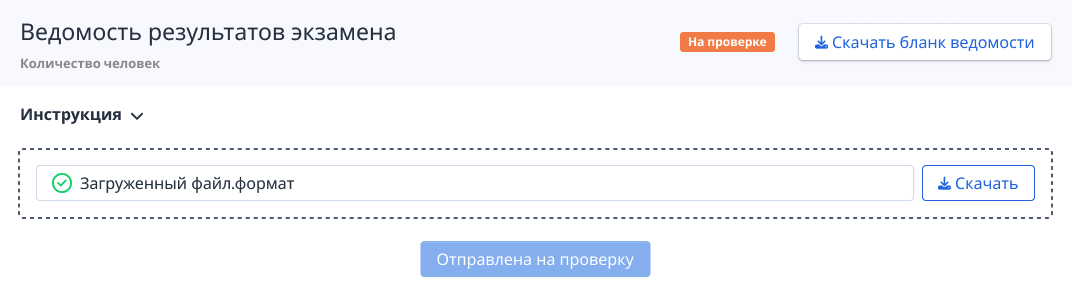 Ведомость результатов экзамена
На проверке
Скачать бланк ведомости
Количество человек
Инструкция
Загруженный файл.формат
Скачать
Отправлена на проверку